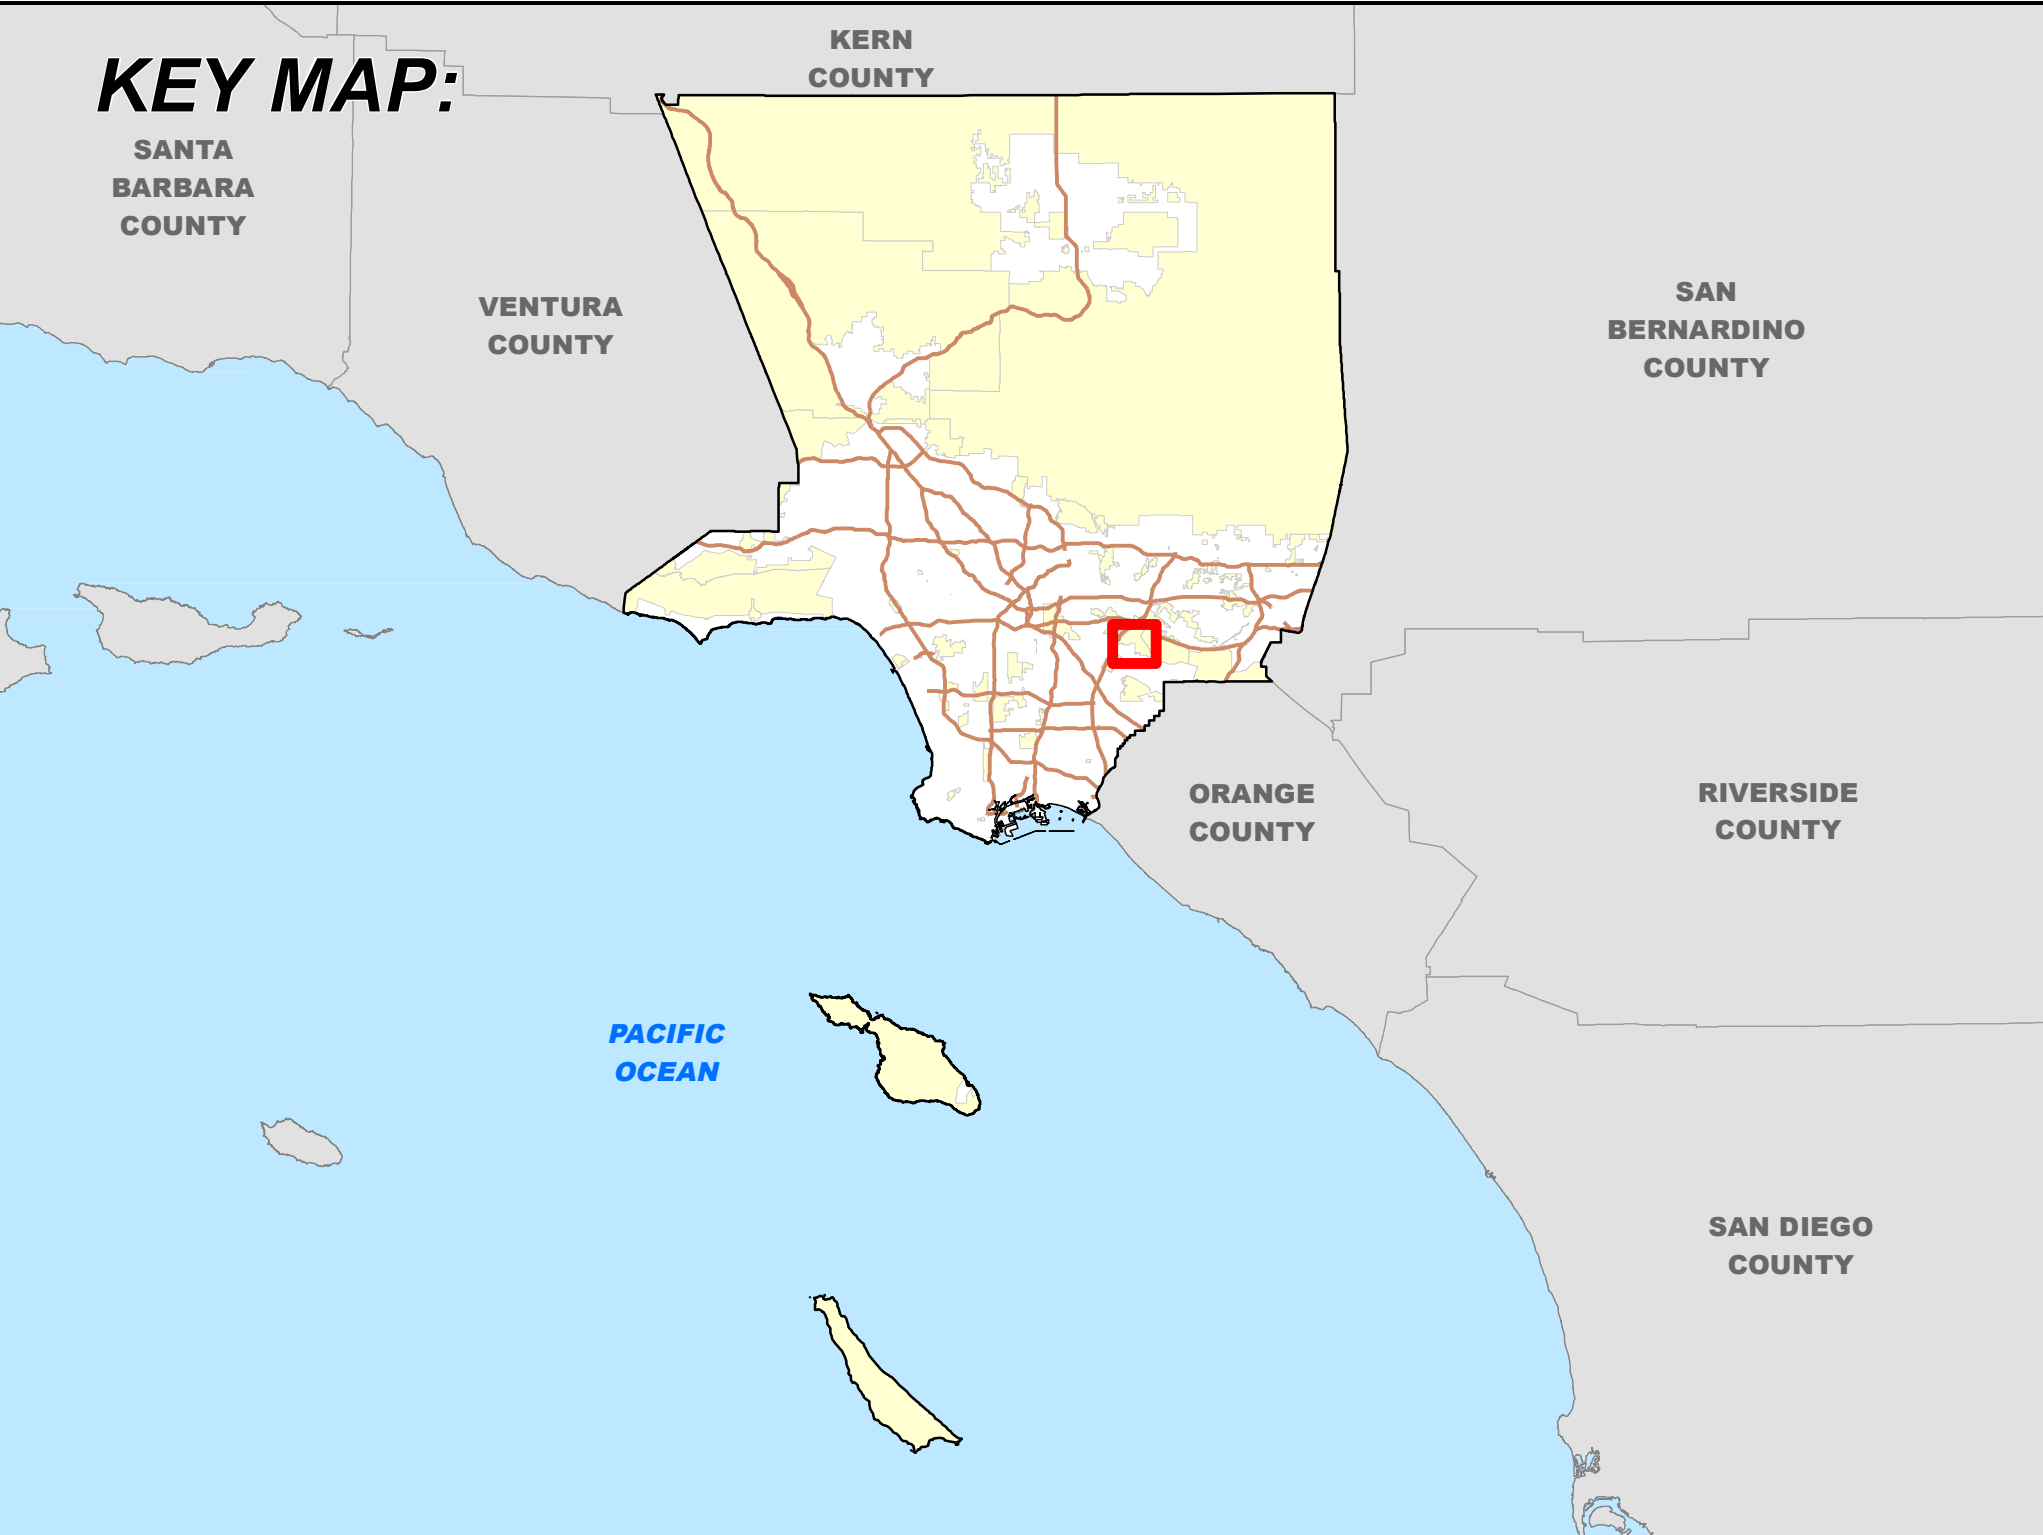 KEY MAP:
KERN
COUNTY
SANTA
BARBARA
COUNTY
VENTURA
COUNTY
SAN
BERNARDINO
COUNTY
ORANGE
COUNTY
RIVERSIDE
COUNTY
PACIFIC
OCEAN
SAN DIEGO
COUNTY